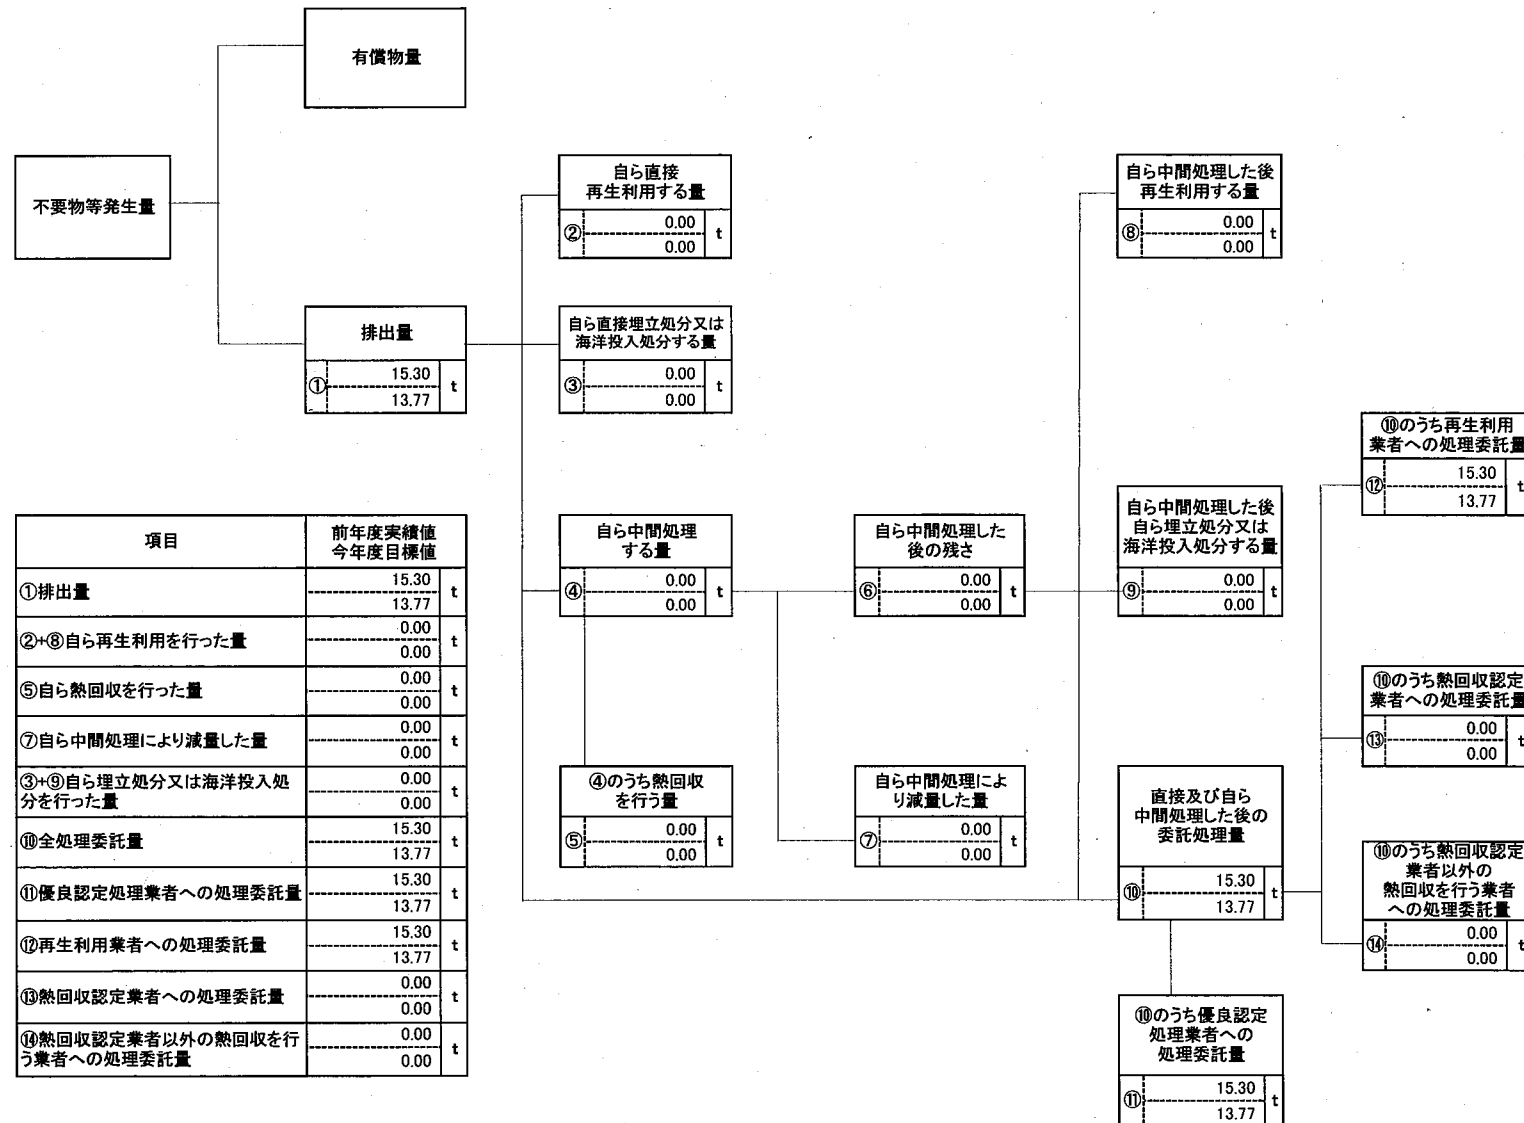 有償物量
不要物等発生量
排出量
①
15.30
13.77
t
自ら直接
再生利用する量
②
0.00
0.00
t
自ら直接埋立処分又は
海洋投入処分する量
③
0.00
0.00
t
自ら中間処理
する量
④
0.00
0.00
t
④のうち熱回収
を行う量
⑤
0.00
0.00
t
自ら中間処理した
後の残さ
⑥
0.00
0.00
t
自ら中間処理によ
り減量した量
⑦
0.00
0.00
t
自ら中間処理した後
再生利用する量
⑧
0.00
0.00
t
自ら中間処理した後
自ら埋立処分又は
海洋投入処分する量
⑨
0.00
0.00
t
直接及び自ら
中間処理した後の
委託処理量
⑩
15.30
13.77
t
⑩のうち優良認定
処理業者への
処理委託量
⑪
15.30
13.77
t
⑩のうち再生利用
業者への処理委託量
⑫
15.30
13.77
t
⑩のうち熱回収認定
業者への処理委託量
⑬
0.00
0.00
t
⑩のうち熱回収認定
業者以外の
熱回収を行う業者
への処理委託量
⑭
0.00
0.00
t
項目
前年度実績値
今年度目標値
①排出量
15.30
13.77
t
②+⑧自ら再生利用を行った量
0.00
0.00
t
⑤自ら熱回収を行った量
0.00
0.00
t
⑦自ら中間処理により減量した量
0.00
0.00
t
③+⑨自ら埋立処分又は海洋投入処
分を行った量
0.00
0.00
t
⑩全処理委託量
15.30
13.77
t
⑪優良認定処理業者への処理委託量
15.30
13.77
t
⑫再生利用業者への処理委託量
15.30
13.77
t
⑬熱回収認定業者への処理委託量
0.00
0.00
t
⑭熱回収認定業者以外の熱回収を行
う業者への処理委託量
0.00
0.00
t